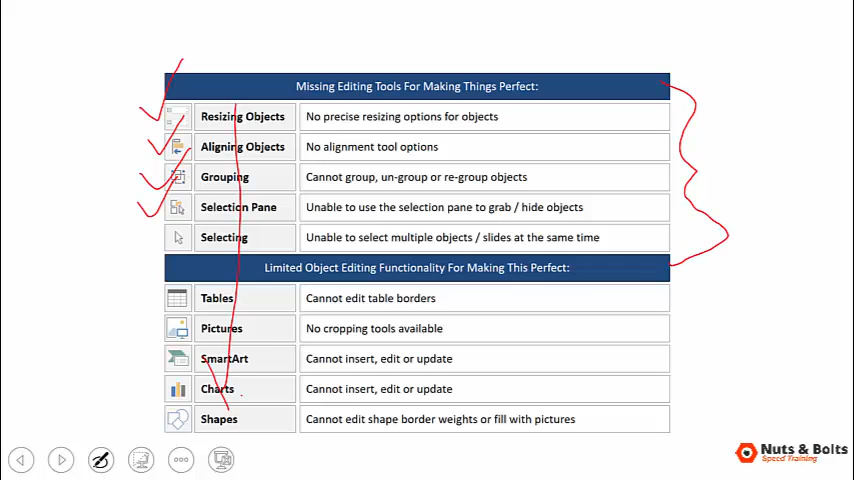 Missing Editing Tools For Making Things Perfect:
Resizing Objects No precise resizing options for objects
Aligning Objects No alignment tool options
Grouping Cannot group, un-group or re-group objects
Selection Pane Unable to use the selection pane to grab / hide objects
Selecting Unable to select multiple objects / slides at the same time
Limited Object Editing Functionality For Making This Perfect:
Tables Cannot edit table borders
Pictures No cropping tools available
SmartArt Cannot insert, edit or update
Charts Cannot insert, edit or update
Shapes Cannot edit shape border weights or fill with pictures
Nuts & Bolts
Speed Training